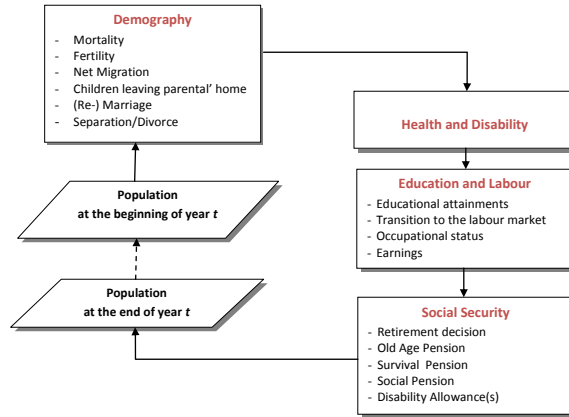 Demography
- Mortality
- Fertility
- Net Migration
- Children leaving parental' home
- (Re-) Marriage
- Separation/Divorce
Health and Disability
Education and Labour
- Educational attainments
- Transition to the labour market
- Occupational status
- Earnings
Social Security
- Retirement decision
- Old Age Pension
- Survival Pension
- Social Pension
- Disability Allowance(s)
Population
at the end of year t
Population
at the beginning of year t